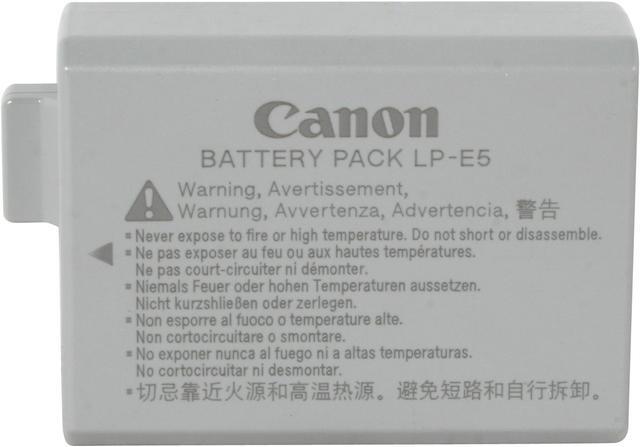 Canon
BATTERY PACK LP-E5
Warning, Avertissement,
Warnung, Avvertenza, Advertencia, 警告
▪ Never expose to fire or high temperature. Do not short or disassemble.
▪ Ne pas exposer au feu ou aux hautes températures.
Ne pas court-circuiter ni démonter.
▪ Niemals Feuer oder hohen Temperaturen aussetzen.
Nicht kurzshließen oder zerlegen.
▪ Non esporre al fuoco o temperature alte.
Non cortocircuitare o smontare.
▪ No exponer nunca al fuego ni a altas temperaturas.
No cortocircuitar ni desmontar.
▪ 切忌靠近火源和高温热源。避免短路和自行拆卸.